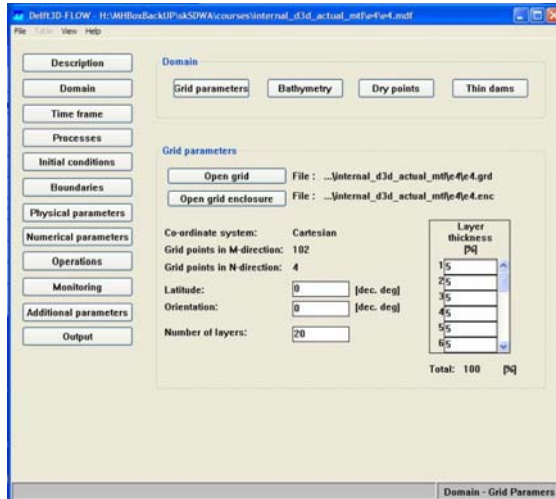 Delft3D-FLOW - H:\MHBoxBackUP\skSDWA\courses\internal_d3d_actual_mtl\e4\e4.mdf
File Table View Help
Description
Domain
Time frame
Processes
Initial conditions
Boundaries
Physical parameters
Numerical parameters
Operations
Monitoring
Additional parameters
Output
Domain
Grid parameters Bathymetry Dry points Thin dams
Grid parameters
Open grid File : ...\internal_d3d_actual_mtl\e4\e4.grd
Open grid enclosure File : ...\internal_d3d_actual_mtl\e4\e4.enc
Co-ordinate system: Cartesian
Grid points in M-direction: 102
Grid points in N-direction: 4
Latitude: 0 [dec. deg]
Orientation: 0 [dec. deg]
Number of layers: 20
Layer
thickness
[%]
1 5
2 5
3 5
4 5
5 5
6 5
Total: 100 [%]
Domain - Grid Paramers